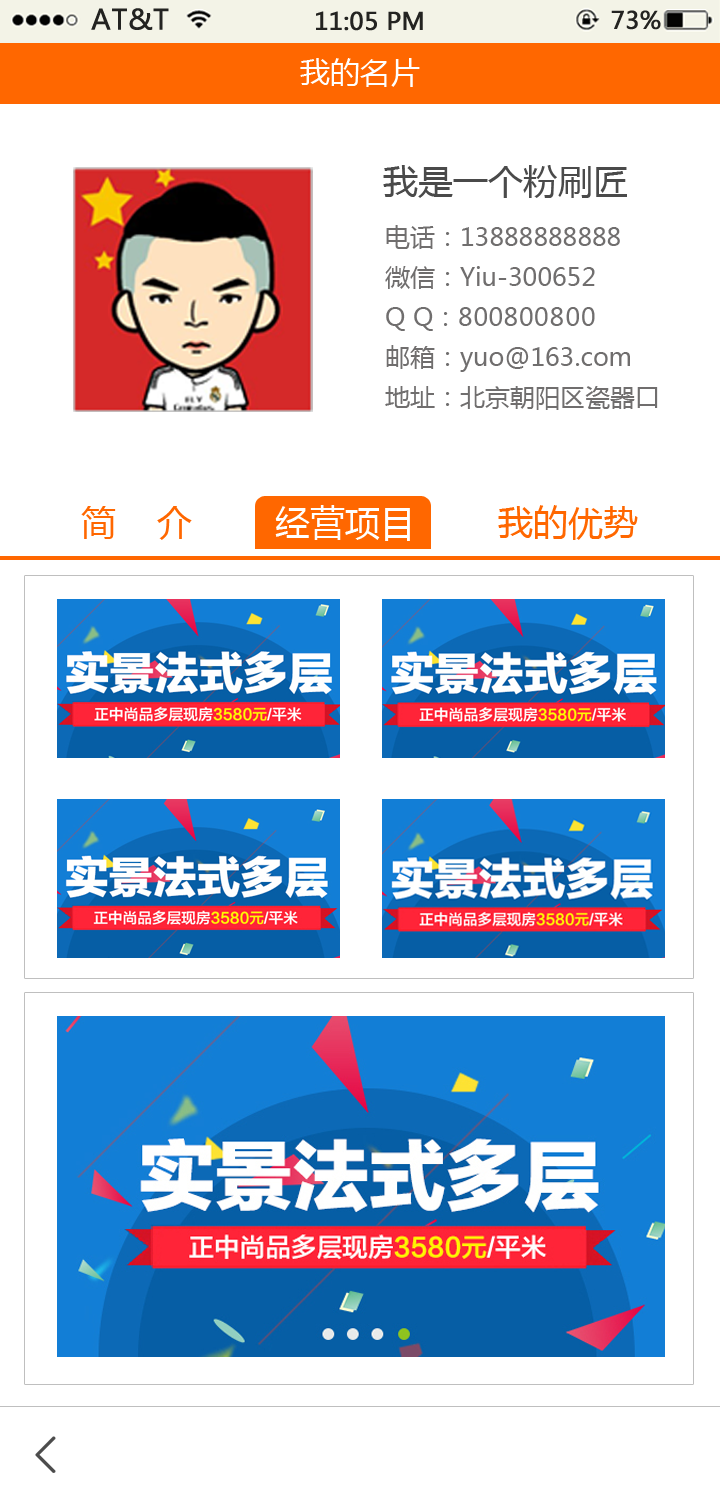 AT&T 11:05 PM 73%
我的名片
我是一个粉刷匠
电话：13888888888
微信：Yiu-300652
Q Q：800800800
邮箱：yuo@163.com
地址：北京朝阳区瓷器口
简 介 经营项目 我的优势
实景法式多层
正中尚品多层现房3580元/平米
实景法式多层
正中尚品多层现房3580元/平米
实景法式多层
正中尚品多层现房3580元/平米
实景法式多层
正中尚品多层现房3580元/平米
实景法式多层
正中尚品多层现房3580元/平米